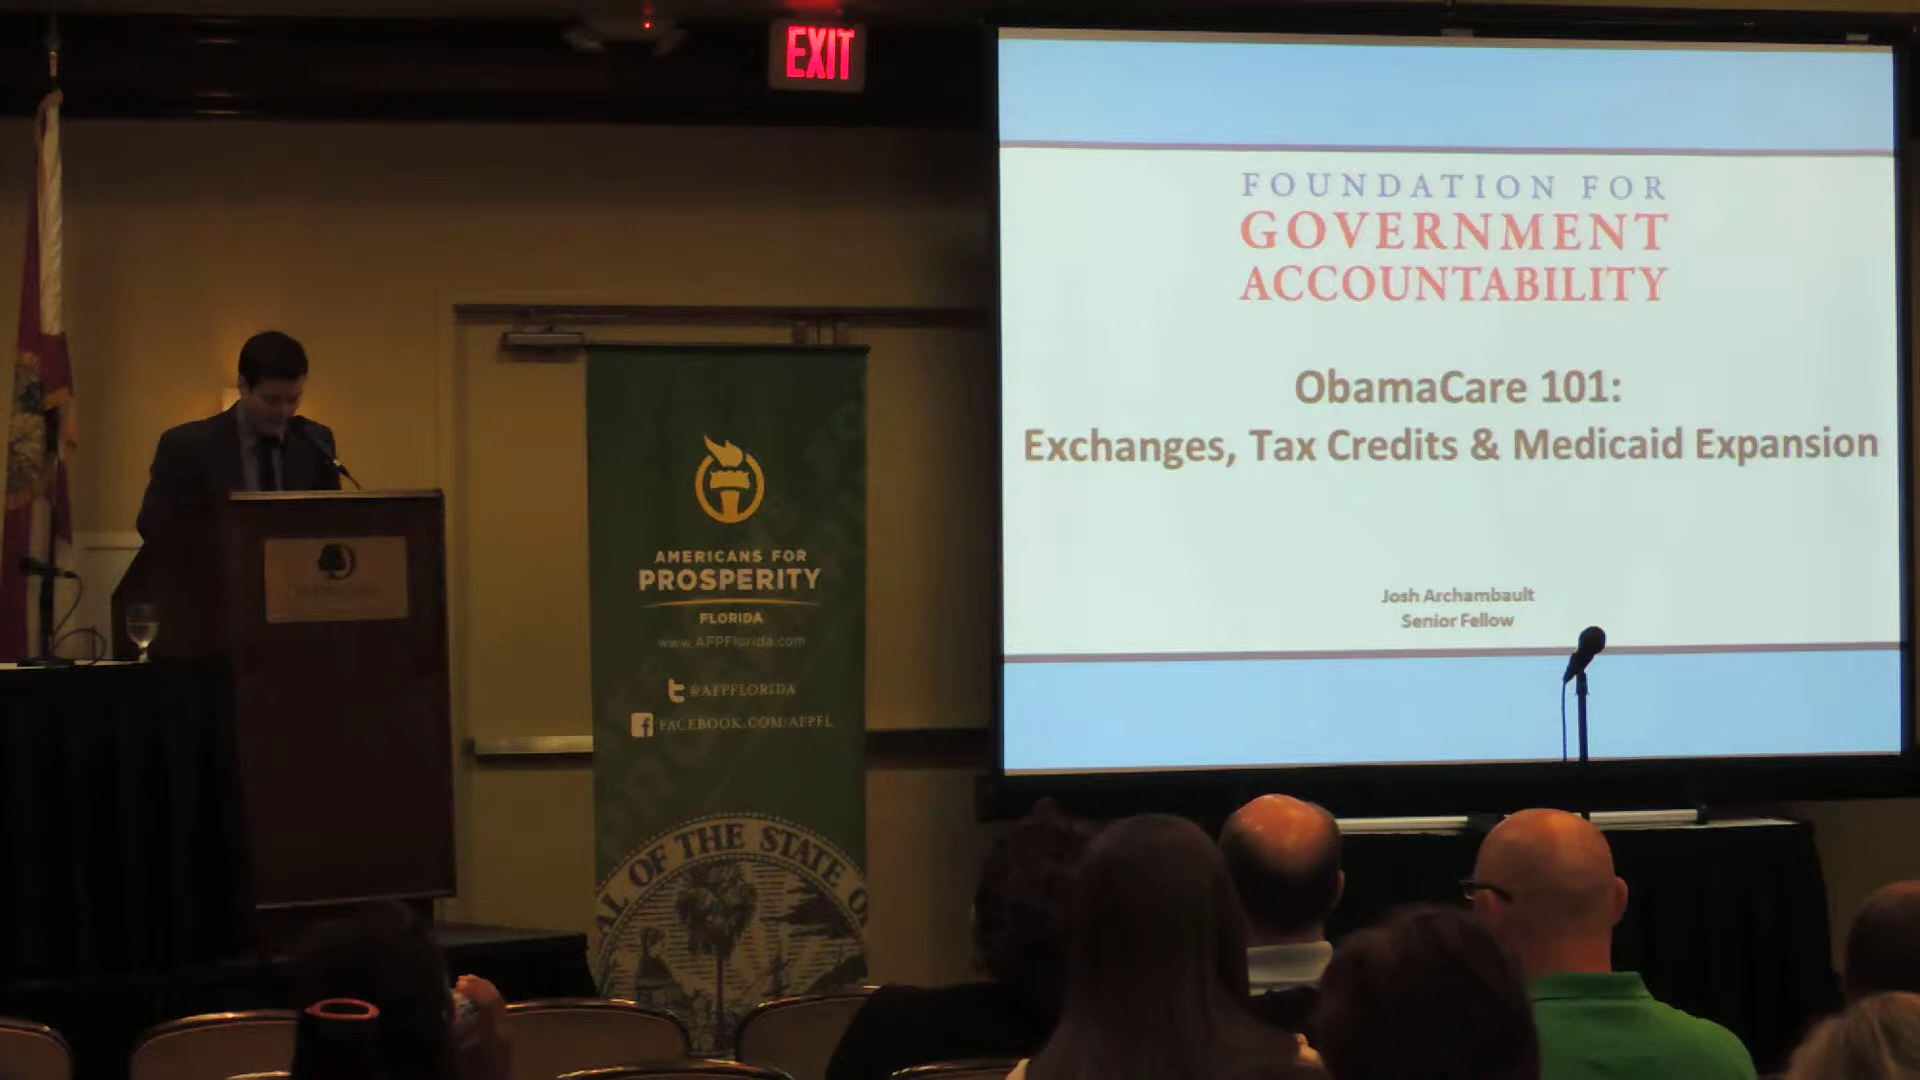 EXIT
FOUNDATION FOR
GOVERNMENT
ACCOUNTABILITY
ObamaCare 101:
Exchanges, Tax Credits & Medicaid Expansion
Josh Archambault
Senior Fellow
AMERICANS FOR
PROSPERITY
FLORIDA
www.AFPFlorida.com
@AFPFLORIDA
FACEBOOK.COM/AFPFL
OF THE STATE